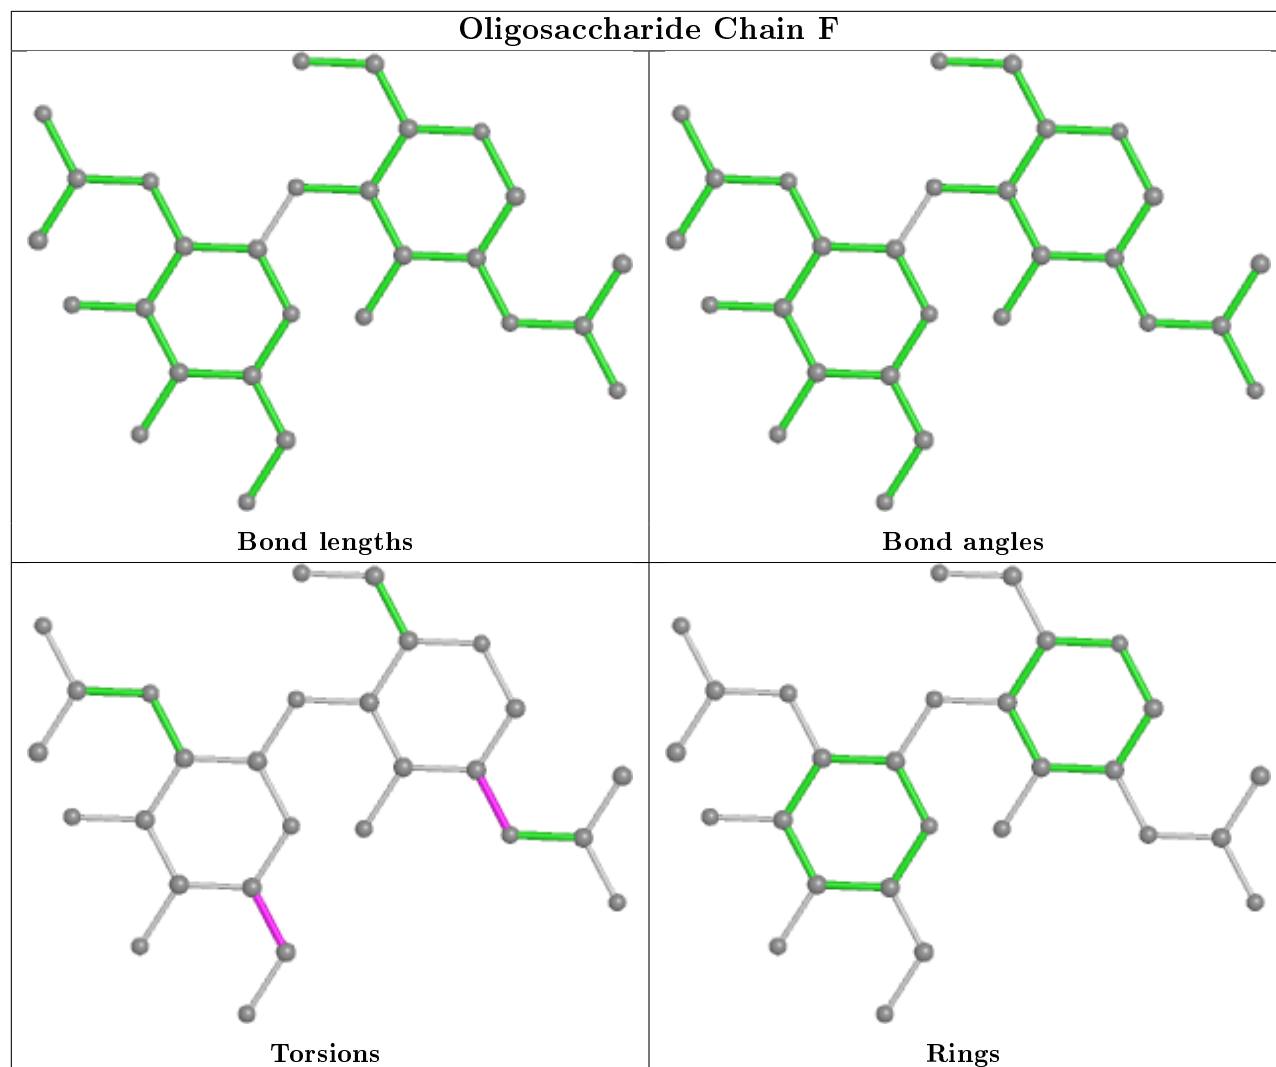 Oligosaccharide Chain F
Bond lengths
Bond angles
Torsions
Rings